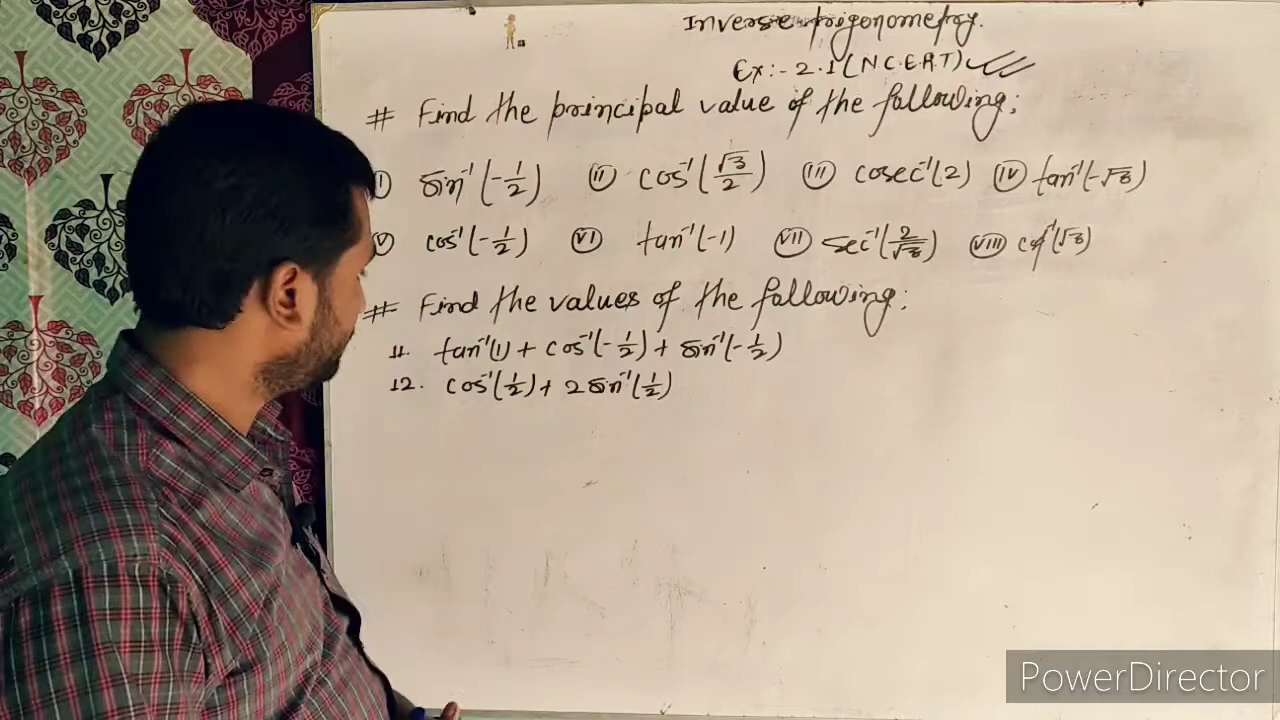 Inverse trigonometry.
Ex:- 2.1 (N.C.E.R.T)
# Find the principal value of the following;
(i) sin⁻¹(-1/2) (ii) cos⁻¹(√3/2) (iii) cosec⁻¹(2) (iv) tan⁻¹(-√3)
(v) cos⁻¹(-1/2) (vi) tan⁻¹(-1) (vii) sec⁻¹(2/√3) (viii) cot⁻¹(√3)
# Find the values of the following;
11. tan⁻¹(1) + cos⁻¹(-1/2) + sin⁻¹(-1/2)
12. cos⁻¹(1/2) + 2 sin⁻¹(1/2)
PowerDirector